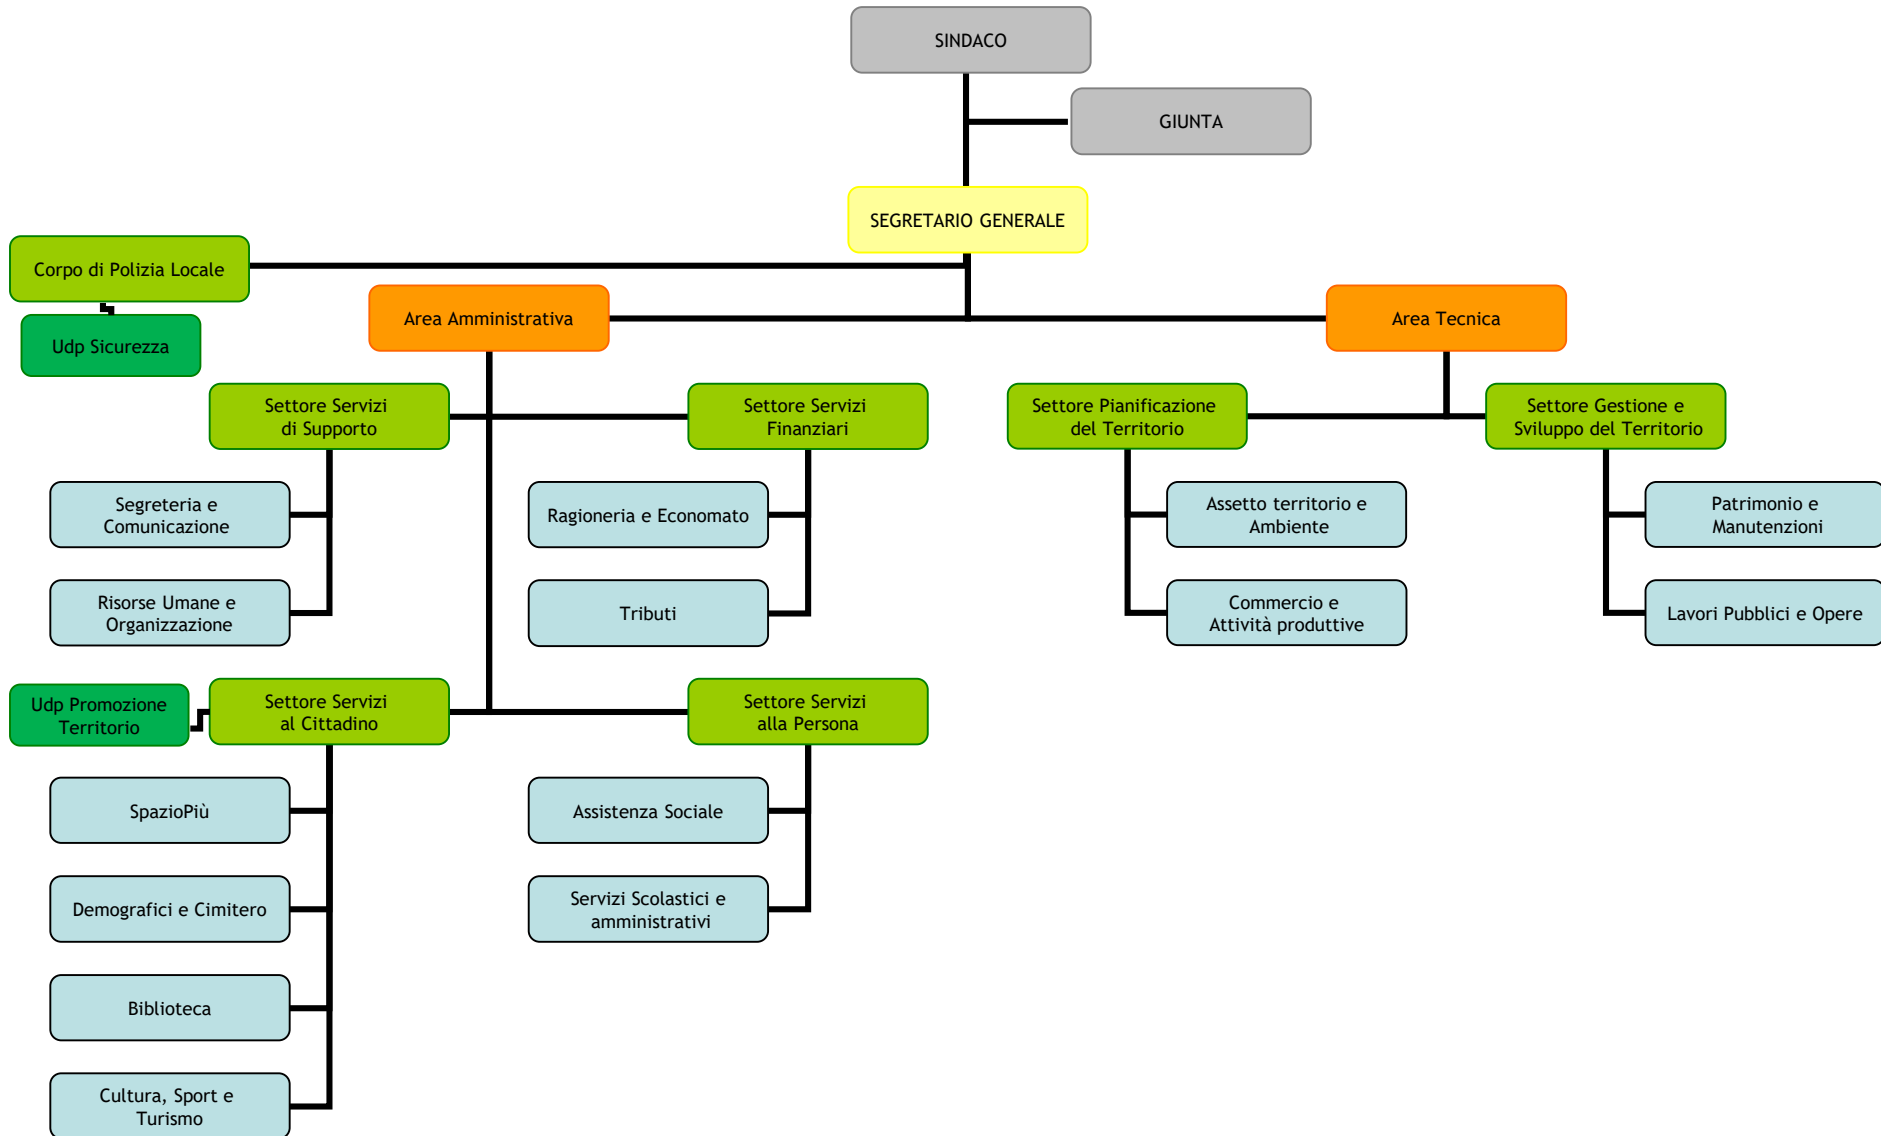 SINDACO
GIUNTA
SEGRETARIO GENERALE
Corpo di Polizia Locale
Udp Sicurezza
Area Amministrativa
Area Tecnica
Settore Servizi
di Supporto
Settore Servizi
Finanziari
Settore Pianificazione
del Territorio
Settore Gestione e
Sviluppo del Territorio
Segreteria e
Comunicazione
Ragioneria e Economato
Assetto territorio e
Ambiente
Patrimonio e
Manutenzioni
Risorse Umane e
Organizzazione
Tributi
Commercio e
Attività produttive
Lavori Pubblici e Opere
Udp Promozione
Territorio
Settore Servizi
al Cittadino
Settore Servizi
alla Persona
SpazioPiù
Assistenza Sociale
Demografici e Cimitero
Servizi Scolastici e
amministrativi
Biblioteca
Cultura, Sport e
Turismo